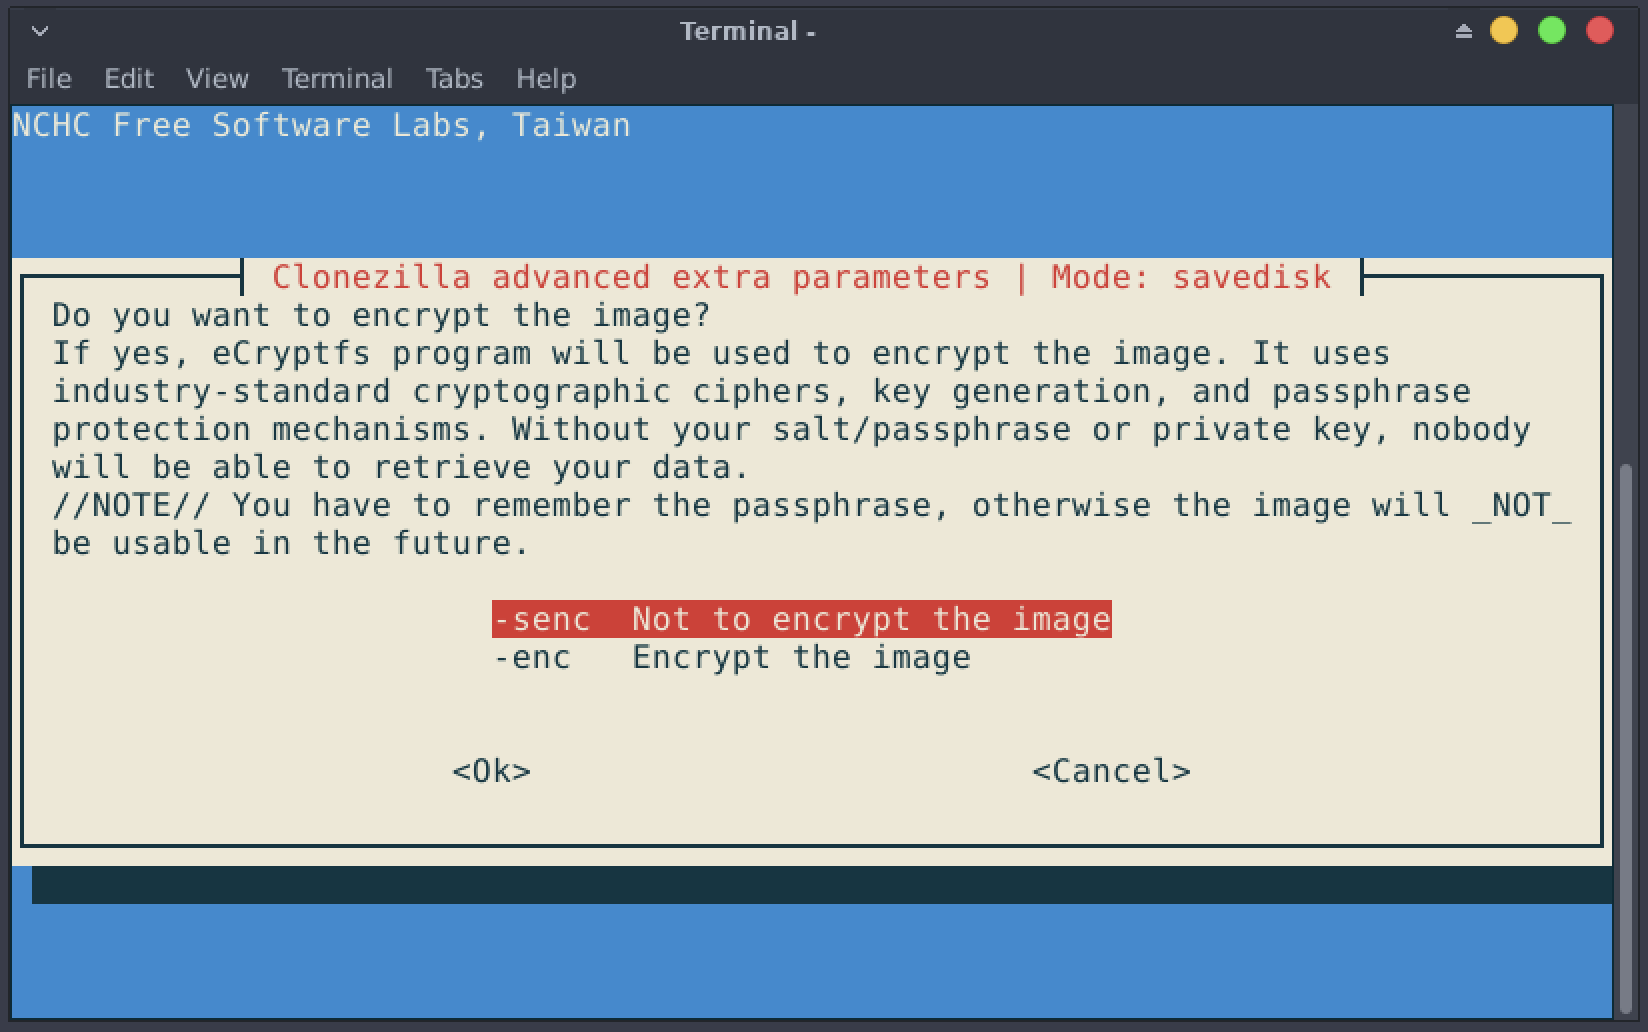 Terminal -
File Edit View Terminal Tabs Help
NCHC Free Software Labs, Taiwan
Clonezilla advanced extra parameters | Mode: savedisk
Do you want to encrypt the image?
If yes, eCryptfs program will be used to encrypt the image. It uses
industry-standard cryptographic ciphers, key generation, and passphrase
protection mechanisms. Without your salt/passphrase or private key, nobody
will be able to retrieve your data.
//NOTE// You have to remember the passphrase, otherwise the image will _NOT_
be usable in the future.
-senc Not to encrypt the image
-enc Encrypt the image
<Ok> <Cancel>